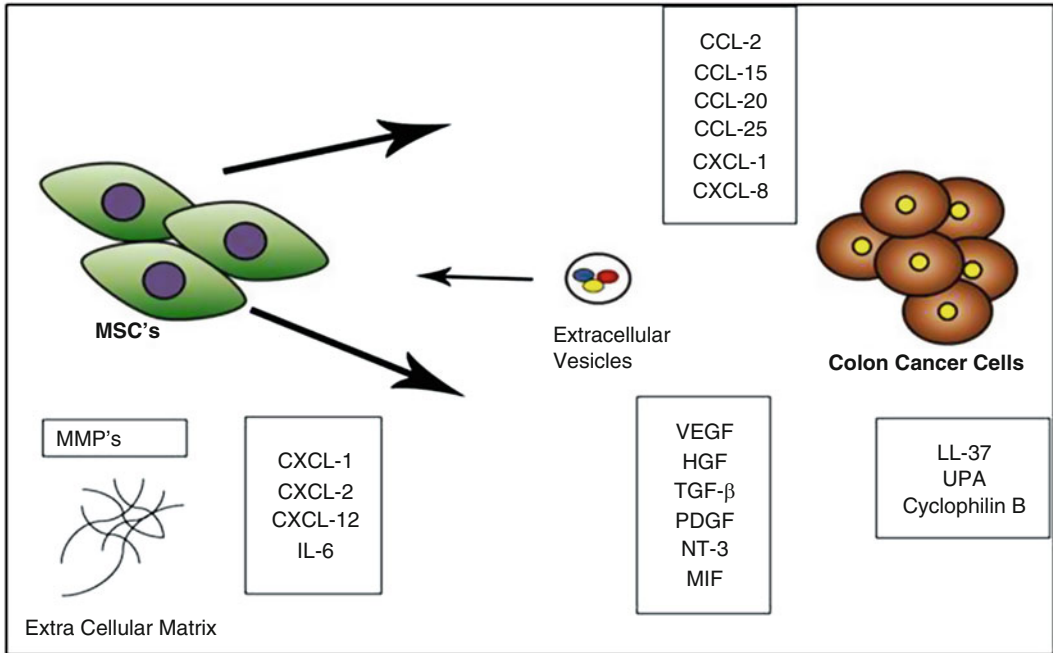 CCL-2
CCL-15
CCL-20
CCL-25
CXCL-1
CXCL-8
MSC's
Extracellular
Vesicles
Colon Cancer Cells
MMP's
Extra Cellular Matrix
CXCL-1
CXCL-2
CXCL-12
IL-6
VEGF
HGF
TGF-β
PDGF
NT-3
MIF
LL-37
UPA
Cyclophilin B